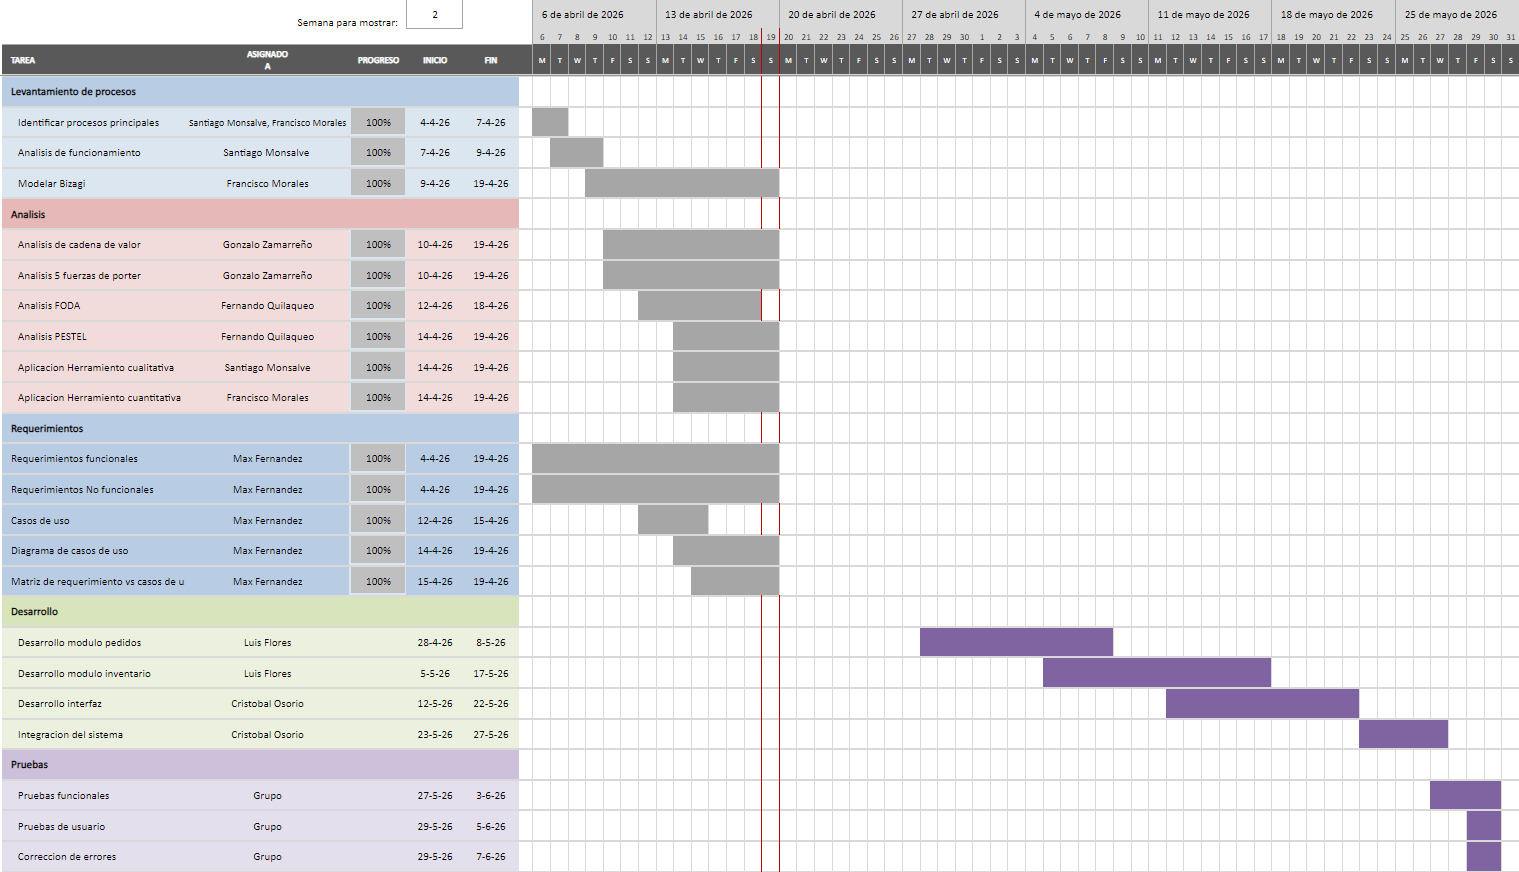 Semana para mostrar: 2
6 de abril de 2026 13 de abril de 2026 20 de abril de 2026 27 de abril de 2026 4 de mayo de 2026 11 de mayo de 2026 18 de mayo de 2026 25 de mayo de 2026
6 7 8 9 10 11 12 13 14 15 16 17 18 19 20 21 22 23 24 25 26 27 28 29 30 1 2 3 4 5 6 7 8 9 10 11 12 13 14 15 16 17 18 19 20 21 22 23 24 25 26 27 28 29 30 31
TAREA ASIGNADO A PROGRESO INICIO FIN M T W T F S S M T W T F S S M T W T F S S M T W T F S S M T W T F S S M T W T F S S M T W T F S S M T W T F S S
Levantamiento de procesos
Identificar procesos principales Santiago Monsalve, Francisco Morales 100% 4-4-26 7-4-26
Analisis de funcionamiento Santiago Monsalve 100% 7-4-26 9-4-26
Modelar Bizagi Francisco Morales 100% 9-4-26 19-4-26
Analisis
Analisis de cadena de valor Gonzalo Zamarreño 100% 10-4-26 19-4-26
Analisis 5 fuerzas de porter Gonzalo Zamarreño 100% 10-4-26 19-4-26
Analisis FODA Fernando Quilaqueo 100% 12-4-26 18-4-26
Analisis PESTEL Fernando Quilaqueo 100% 14-4-26 19-4-26
Aplicacion Herramiento cualitativa Santiago Monsalve 100% 14-4-26 19-4-26
Aplicacion Herramiento cuantitativa Francisco Morales 100% 14-4-26 19-4-26
Requerimientos
Requerimientos funcionales Max Fernandez 100% 4-4-26 19-4-26
Requerimientos No funcionales Max Fernandez 100% 4-4-26 19-4-26
Casos de uso Max Fernandez 100% 12-4-26 15-4-26
Diagrama de casos de uso Max Fernandez 100% 14-4-26 19-4-26
Matriz de requerimiento vs casos de u Max Fernandez 100% 15-4-26 19-4-26
Desarrollo
Desarrollo modulo pedidos Luis Flores 28-4-26 8-5-26
Desarrollo modulo inventario Luis Flores 5-5-26 17-5-26
Desarrollo interfaz Cristobal Osorio 12-5-26 22-5-26
Integracion del sistema Cristobal Osorio 23-5-26 27-5-26
Pruebas
Pruebas funcionales Grupo 27-5-26 3-6-26
Pruebas de usuario Grupo 29-5-26 5-6-26
Correccion de errores Grupo 29-5-26 7-6-26